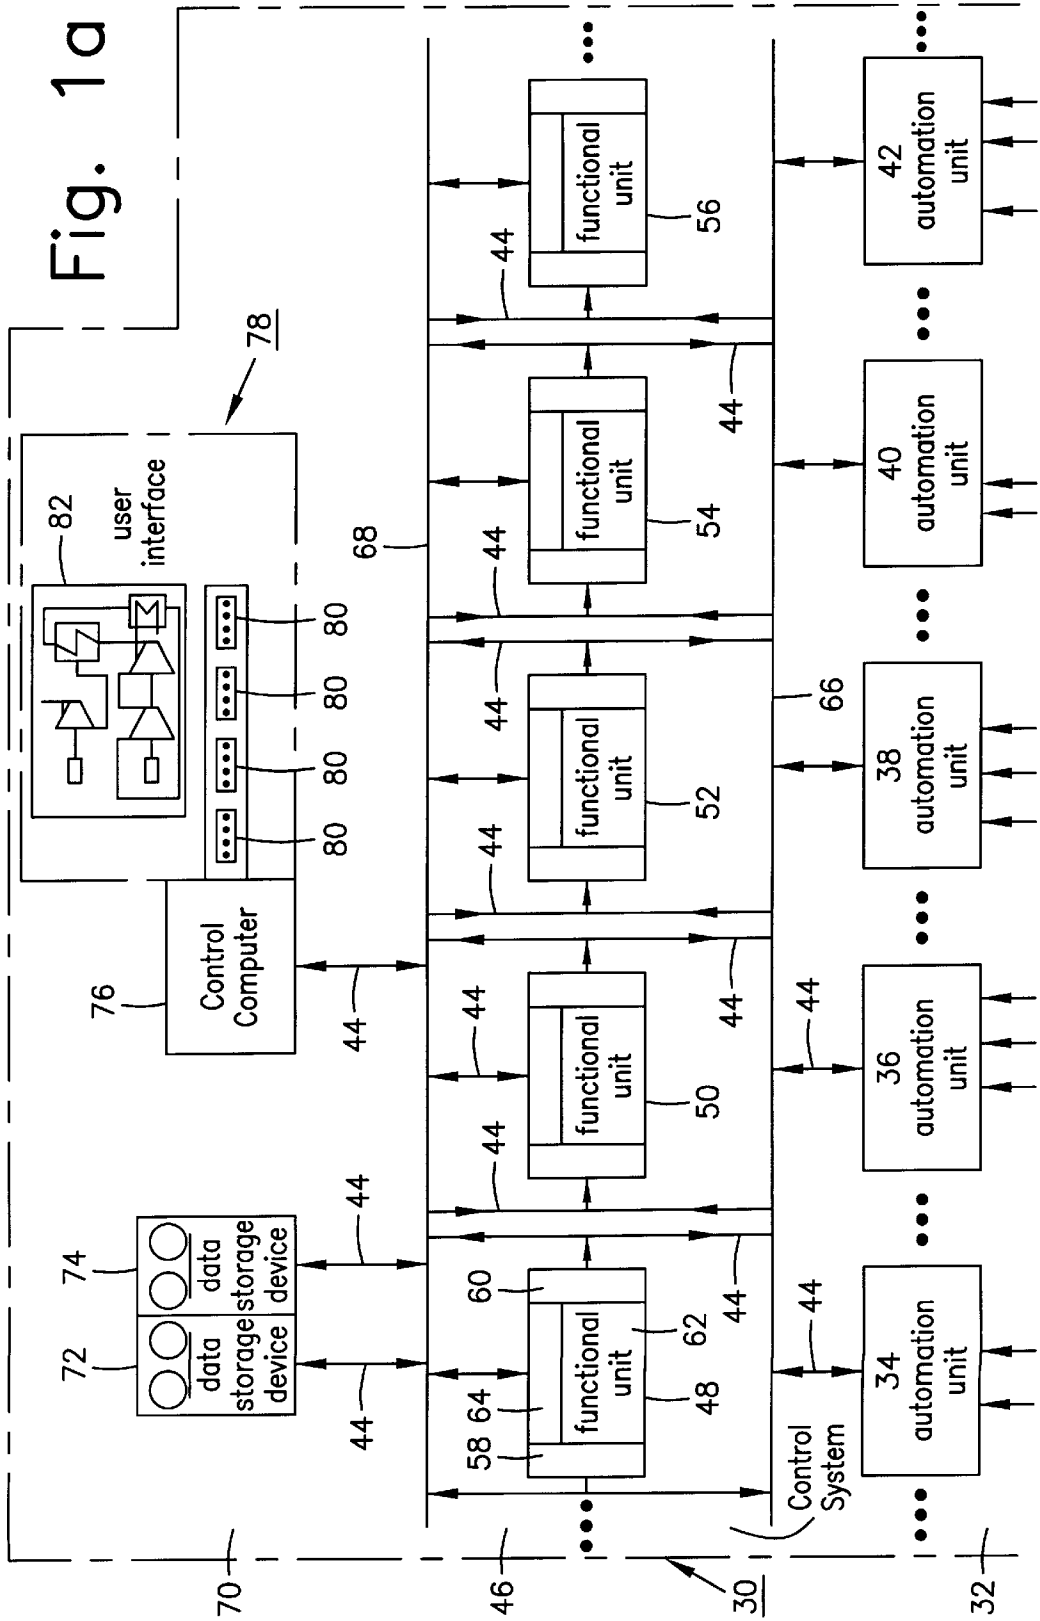 Fig. 1a
72
74
76
82
user
interface
78
data
storage
device
data
storage
device
Control
Computer
70
80
80
80
80
44
44
44
68
46
58
64
60
44
44
44
44
44
44
functional
unit
functional
unit
functional
unit
functional
unit
functional
unit
62
48
50
52
54
56
44
44
44
30
Control
System
44
44
66
34
automation
unit
36
automation
unit
38
automation
unit
40
automation
unit
42
automation
unit
32